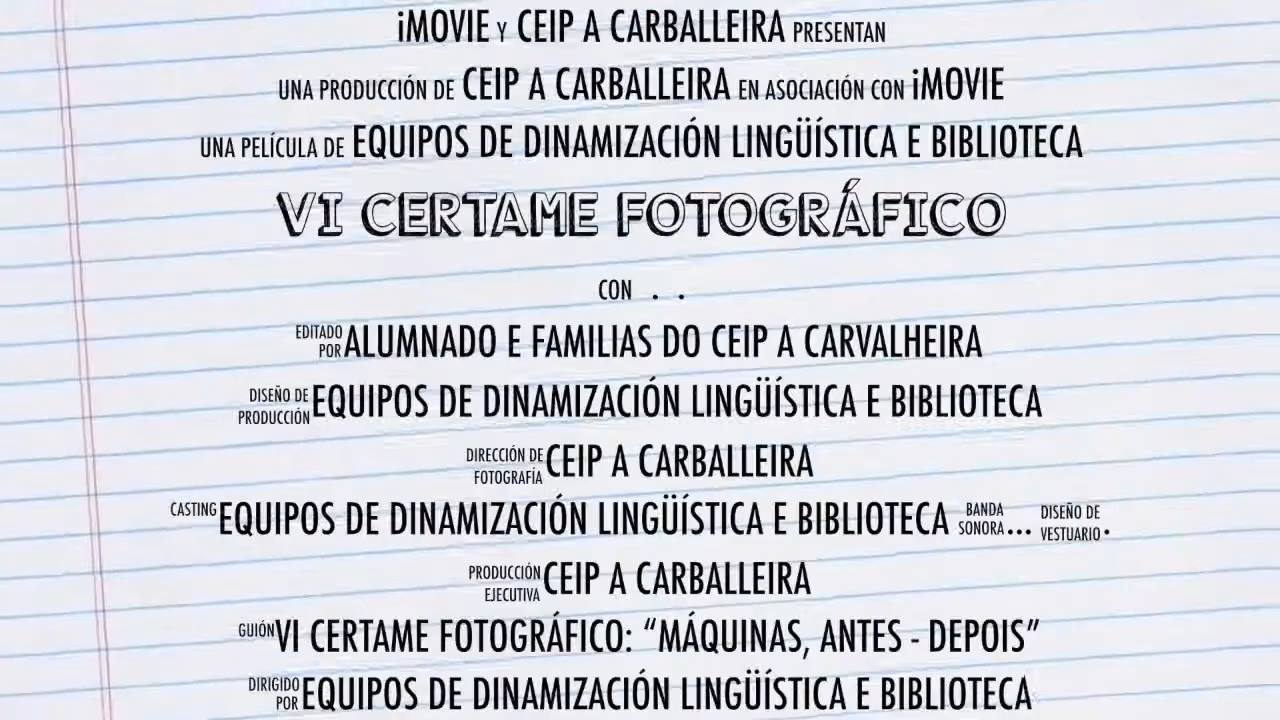 iMOVIE Y CEIP A CARBALLEIRA PRESENTAN
UNA PRODUCCIÓN DE CEIP A CARBALLEIRA EN ASOCIACIÓN CON iMOVIE
UNA PELÍCULA DE EQUIPOS DE DINAMIZACIÓN LINGÜÍSTICA E BIBLIOTECA
VI CERTAME FOTOGRÁFICO
CON . .
EDITADO POR ALUMNADO E FAMILIAS DO CEIP A CARVALHEIRA
DISEÑO DE PRODUCCIÓN EQUIPOS DE DINAMIZACIÓN LINGÜÍSTICA E BIBLIOTECA
DIRECCIÓN DE FOTOGRAFÍA CEIP A CARBALLEIRA
CASTING EQUIPOS DE DINAMIZACIÓN LINGÜÍSTICA E BIBLIOTECA BANDA SONORA ... DISEÑO DE VESTUARIO .
PRODUCCIÓN EJECUTIVA CEIP A CARBALLEIRA
GUIÓN VI CERTAME FOTOGRÁFICO: “MÁQUINAS, ANTES - DEPOIS”
DIRIGIDO POR EQUIPOS DE DINAMIZACIÓN LINGÜÍSTICA E BIBLIOTECA